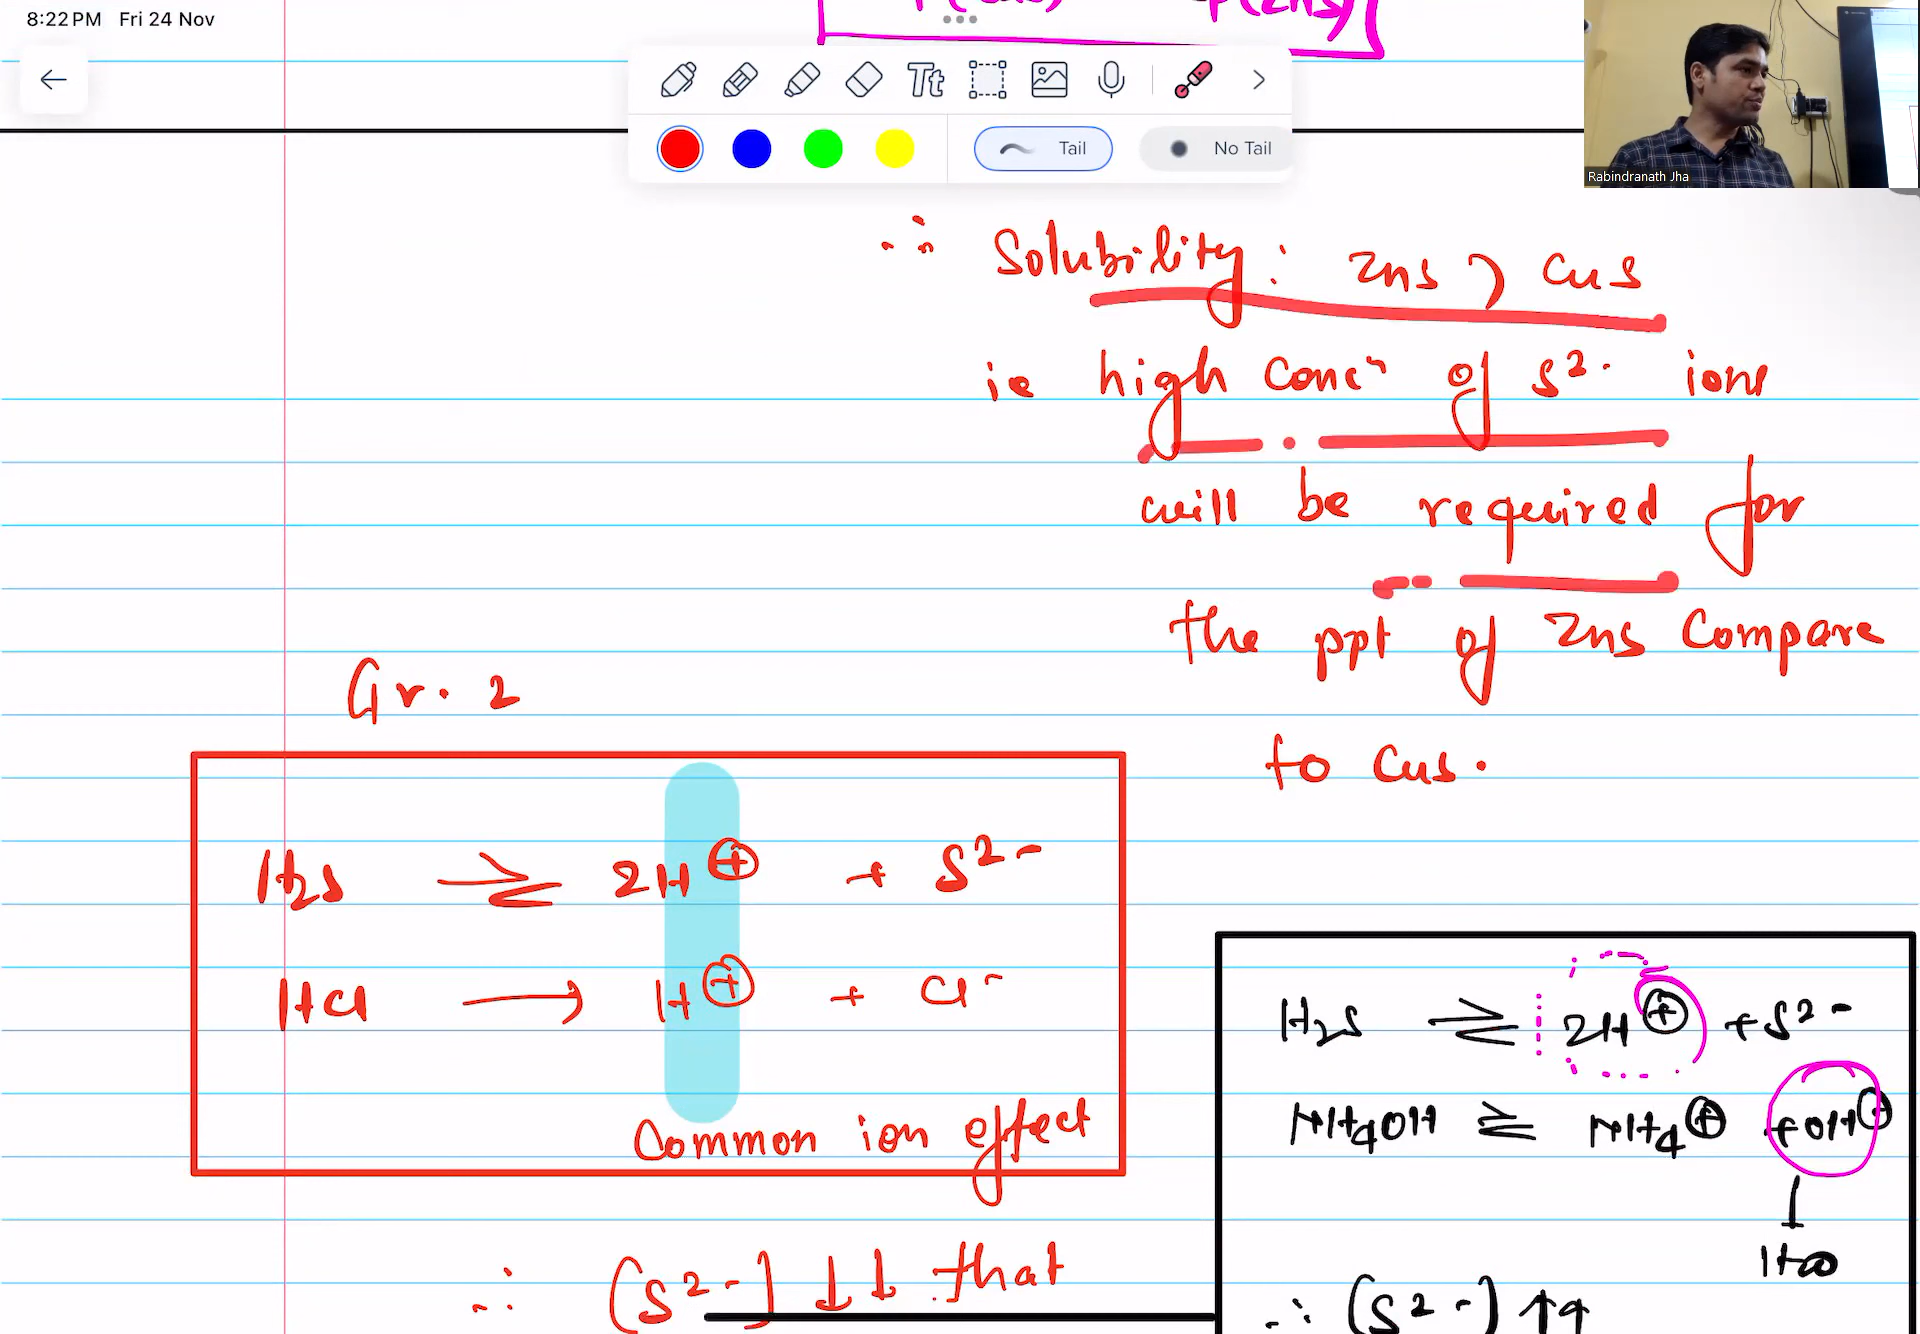 8:22 PM Fri 24 Nov
Tt
Tail
No Tail
Rabindranath Jha
∴ Solubility: ZnS > CuS
ie high concn of S2- ions
will be required for
the ppt of ZnS Compare
to CuS.
Gr. 2
H2S ⇌ 2H⊕ + S2-
HCl ⟶ H⊕ + Cl-
Common ion effect
∴ (S2-] ↓↓ that
H2S ⇌ 2H⊕ + S2-
NH4OH ⇌ NH4⊕ + OH⊖
↓
H2O
∴ (S2-) ↑↑